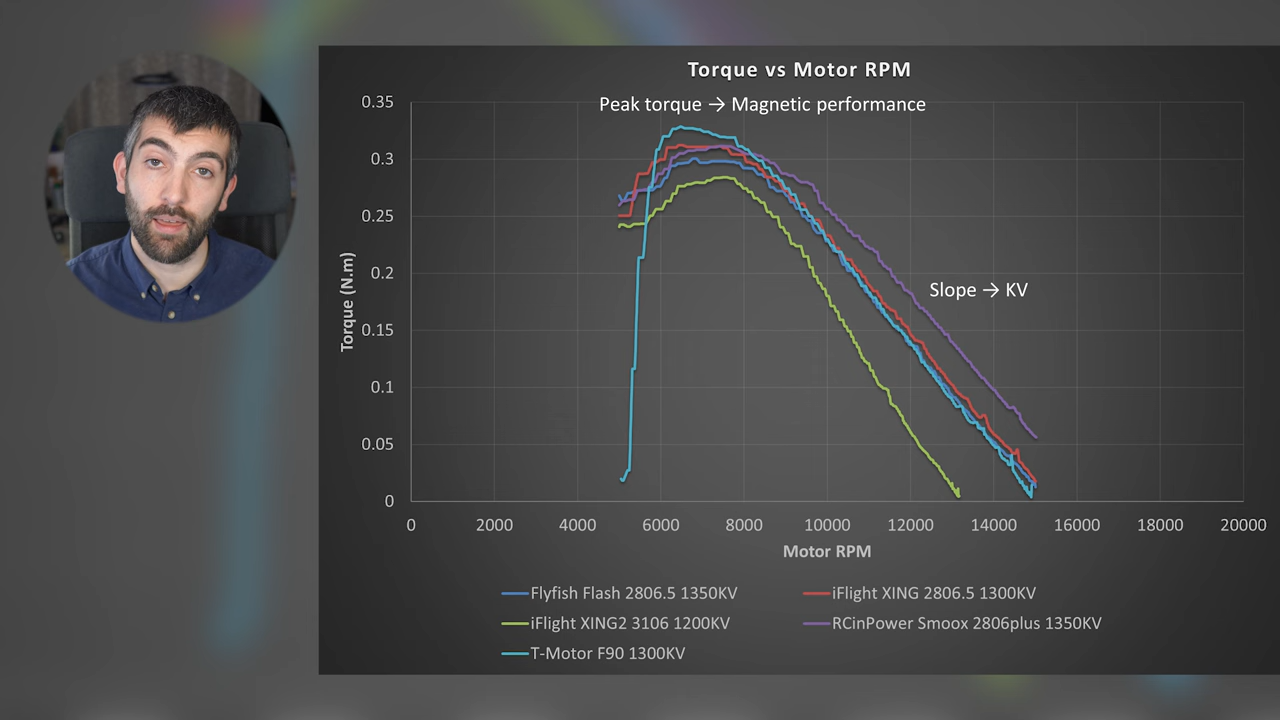 Torque vs Motor RPM
Peak torque → Magnetic performance
0.35
0.3
0.25
0.2
0.15
0.1
0.05
0
Torque (N.m)
Slope → KV
0 2000 4000 6000 8000 10000 12000 14000 16000 18000 20000
Motor RPM
Flyfish Flash 2806.5 1350KV
iFlight XING 2806.5 1300KV
iFlight XING2 3106 1200KV
RCinPower Smoox 2806plus 1350KV
T-Motor F90 1300KV